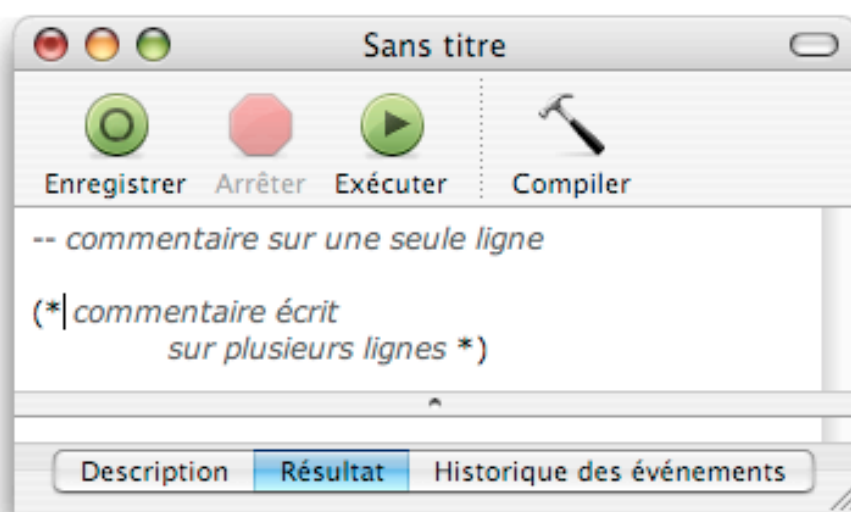 Sans titre
Enregistrer Arrêter Exécuter Compiler
-- commentaire sur une seule ligne
(* commentaire écrit
sur plusieurs lignes *)
Description Résultat Historique des événements